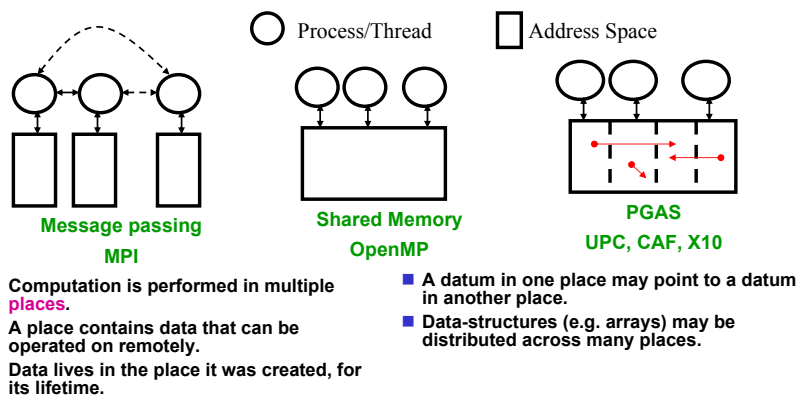 Process/Thread
Address Space
Message passing
MPI
Shared Memory
OpenMP
PGAS
UPC, CAF, X10
Computation is performed in multiple
places.
A place contains data that can be
operated on remotely.
Data lives in the place it was created, for
its lifetime.
A datum in one place may point to a datum
in another place.
Data-structures (e.g. arrays) may be
distributed across many places.